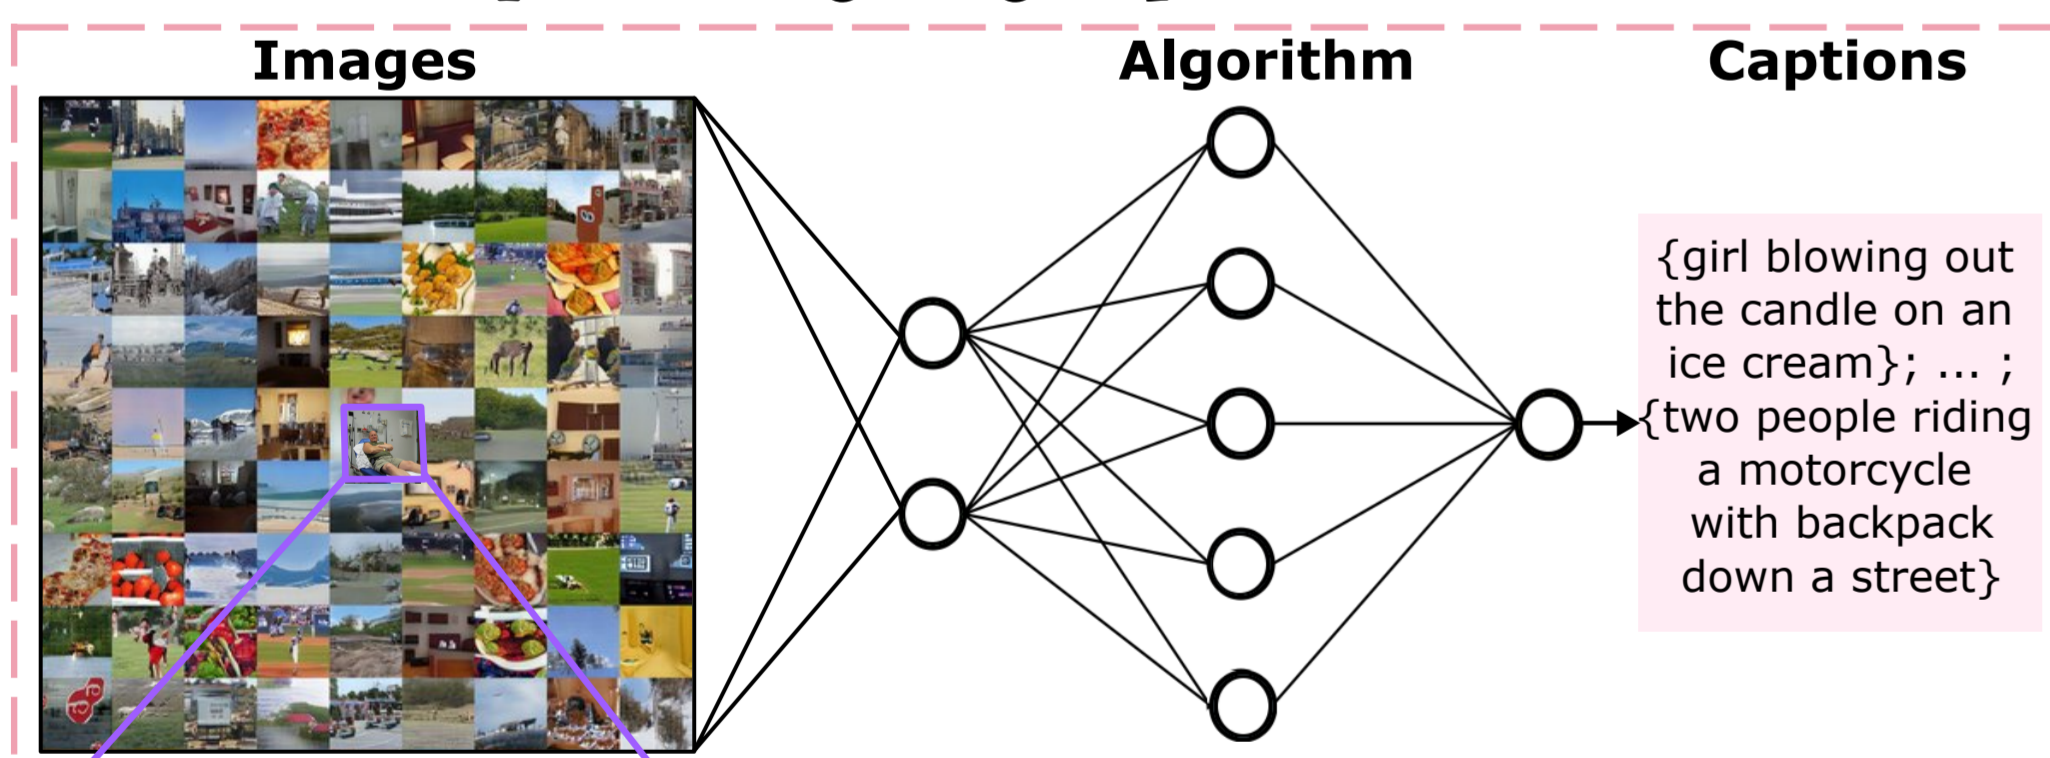 Images
Algorithm
Captions
{girl blowing out
the candle on an
ice cream}; ... ;
{two people riding
a motorcycle
with backpack
down a street}